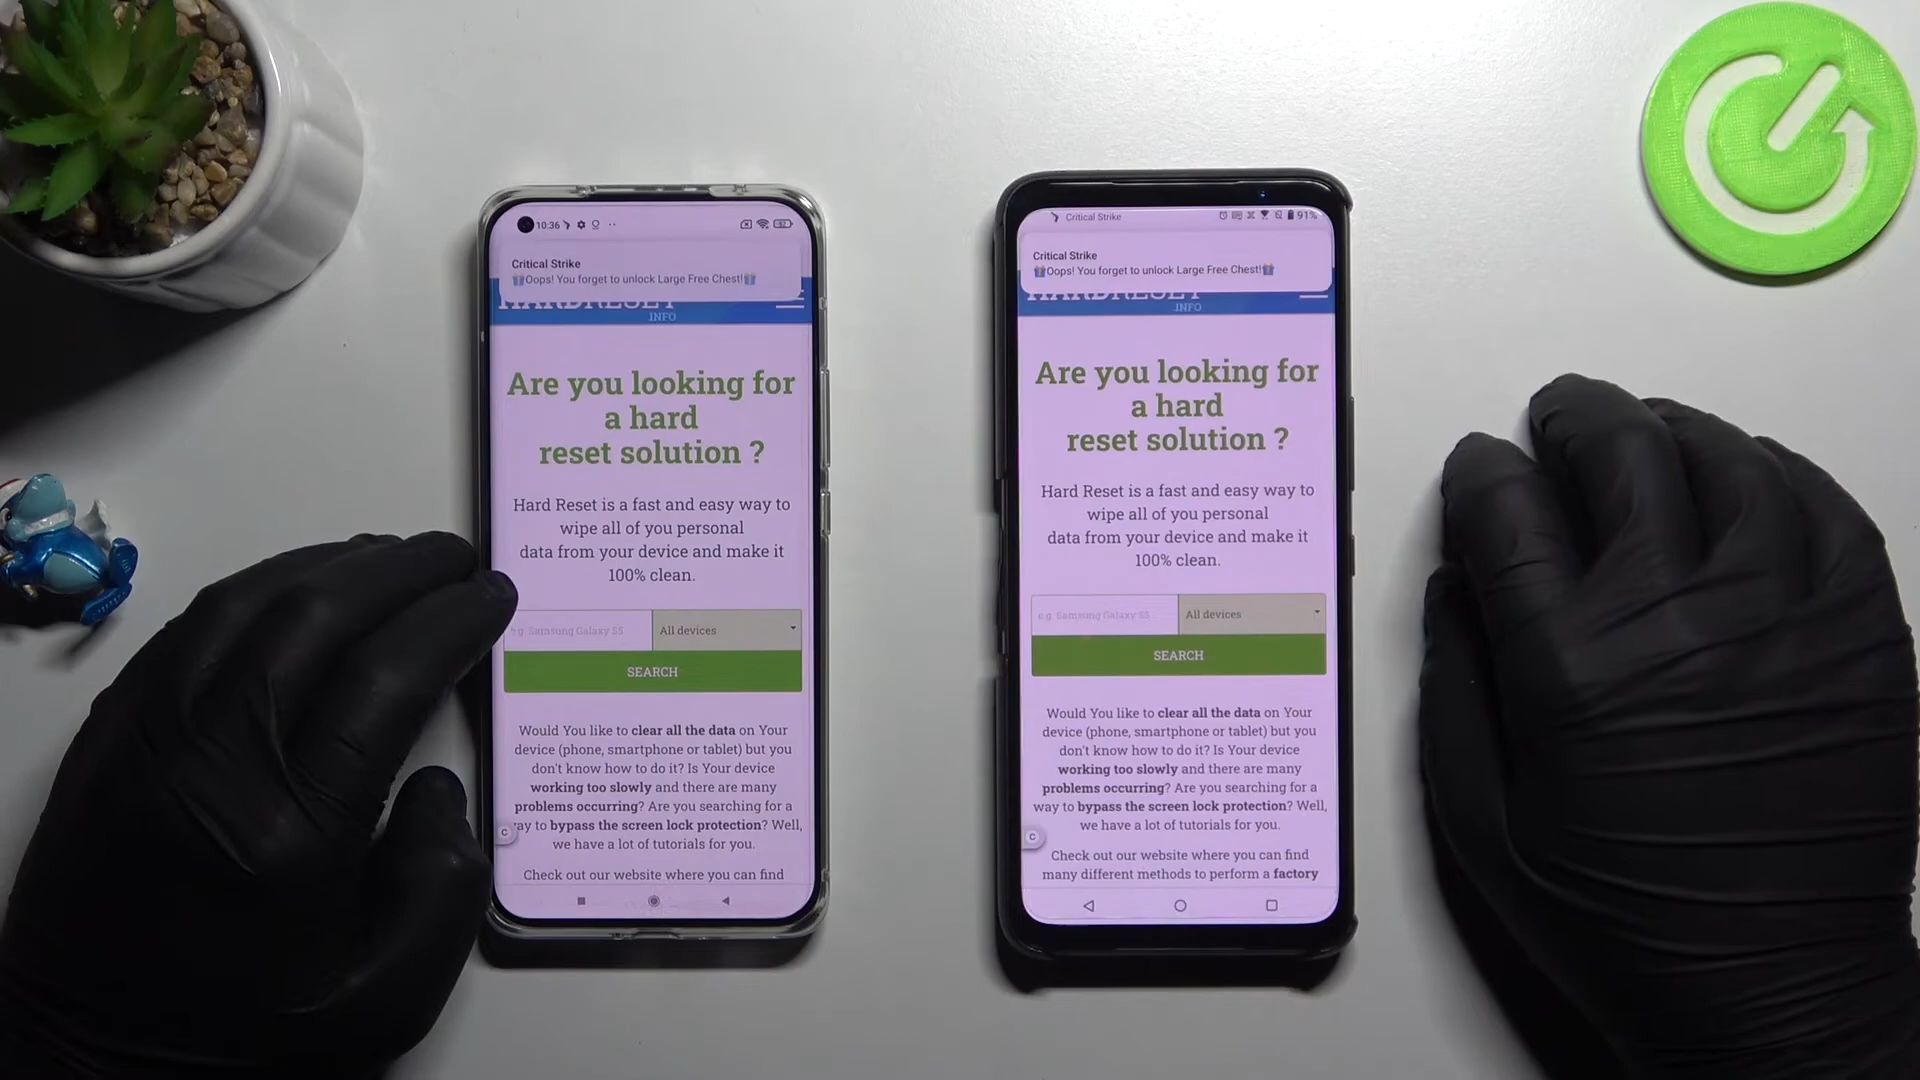 10:36
Critical Strike
Oops! You forget to unlock Large Free Chest!
HARDRESET
.INFO
Are you looking for
a hard
reset solution ?
Hard Reset is a fast and easy way to
wipe all of you personal
data from your device and make it
100% clean.
e.g. Samsung Galaxy S5
All devices
SEARCH
Would You like to clear all the data on Your
device (phone, smartphone or tablet) but you
don't know how to do it? Is Your device
working too slowly and there are many
problems occurring? Are you searching for a
way to bypass the screen lock protection? Well,
we have a lot of tutorials for you.
C
Check out our website where you can find
Critical Strike
91%
Critical Strike
Oops! You forget to unlock Large Free Chest!
HARDRESET
.INFO
Are you looking for
a hard
reset solution ?
Hard Reset is a fast and easy way to
wipe all of you personal
data from your device and make it
100% clean.
e.g. Samsung Galaxy S5
All devices
SEARCH
Would You like to clear all the data on Your
device (phone, smartphone or tablet) but you
don't know how to do it? Is Your device
working too slowly and there are many
problems occurring? Are you searching for a
way to bypass the screen lock protection? Well,
we have a lot of tutorials for you.
C
Check out our website where you can find
many different methods to perform a factory